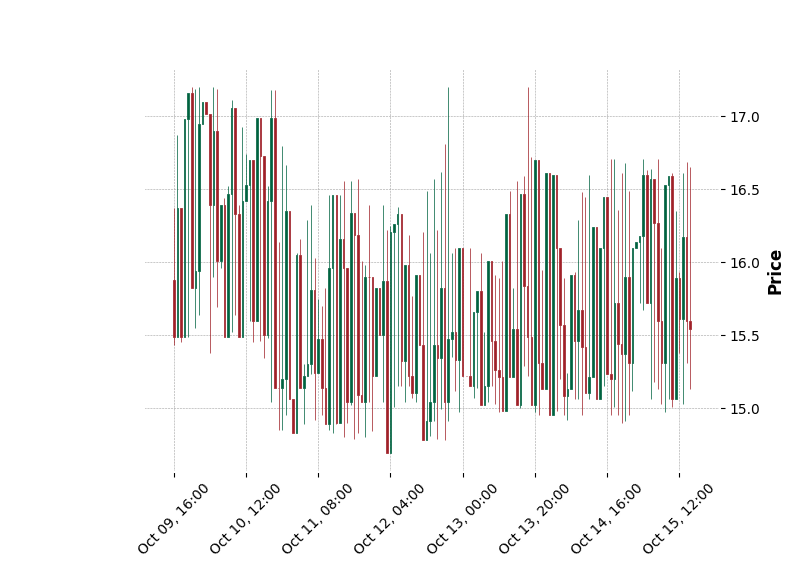 17.0
16.5
16.0
15.5
15.0
Price
Oct 09, 16:00
Oct 10, 12:00
Oct 11, 08:00
Oct 12, 04:00
Oct 13, 00:00
Oct 13, 20:00
Oct 14, 16:00
Oct 15, 12:00